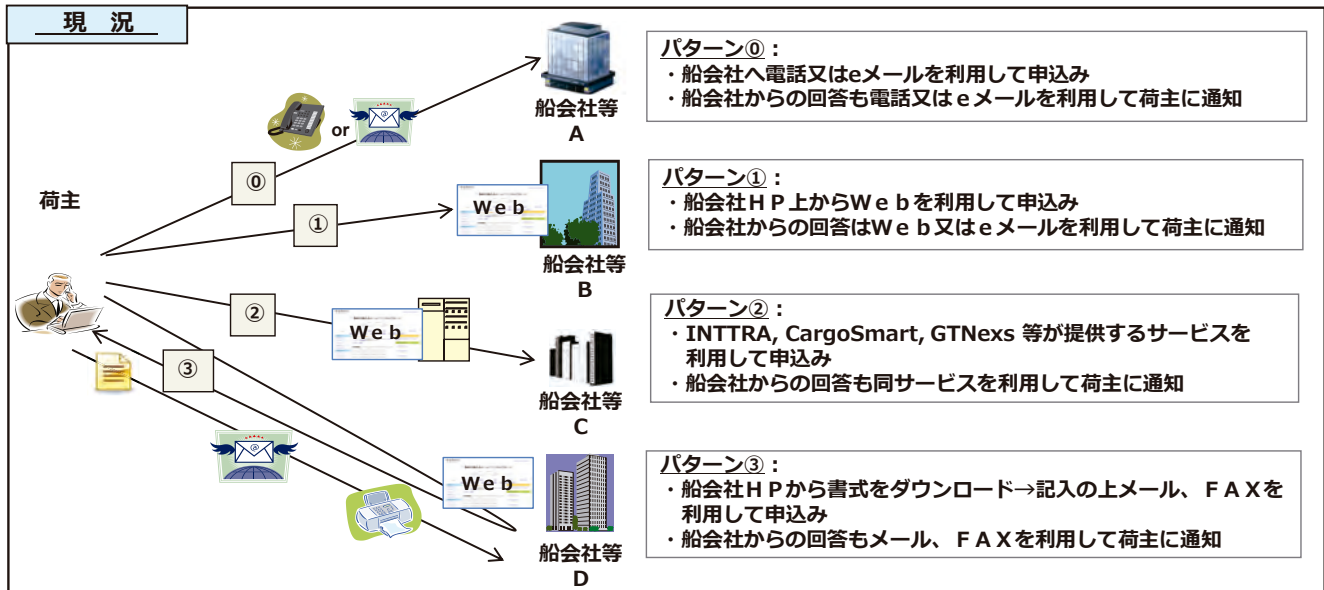 現　況
荷主
or
⓪
①
②
③
Ｗｅｂ
Ｗｅｂ
Ｗｅｂ
船会社等
A
船会社等
B
船会社等
C
船会社等
D
パターン⓪：
・船会社へ電話又はeメールを利用して申込み
・船会社からの回答も電話又はｅメールを利用して荷主に通知
パターン①：
・船会社ＨＰ上からＷｅｂを利用して申込み
・船会社からの回答はＷｅｂ又はｅメールを利用して荷主に通知
パターン②：
・INTTRA, CargoSmart, GTNexs 等が提供するサービスを
利用して申込み
・船会社からの回答も同サービスを利用して荷主に通知
パターン③：
・船会社ＨＰから書式をダウンロード→記入の上メール、ＦＡＸを
利用して申込み
・船会社からの回答もメール、ＦＡＸを利用して荷主に通知